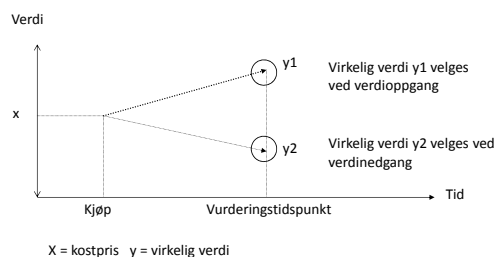 Verdi
y1
Virkelig verdi y1 velges
ved verdioppgang
x
y2
Virkelig verdi y2 velges ved
verdinedgang
Tid
Kjøp
Vurderingstidspunkt
X = kostpris y = virkelig verdi